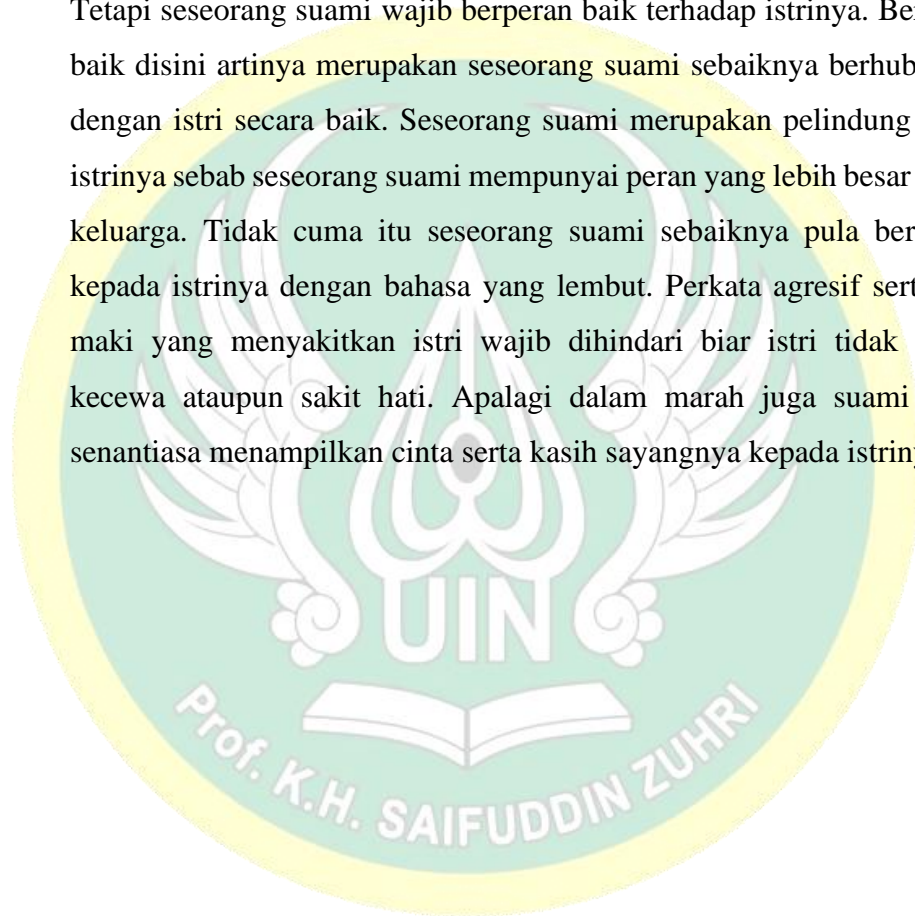 Tetapi seseorang suami wajib berperan baik terhadap istrinya. Ber
baik disini artinya merupakan seseorang suami sebaiknya berhub
dengan istri secara baik. Seseorang suami merupakan pelindung
istrinya sebab seseorang suami mempunyai peran yang lebih besar
keluarga. Tidak cuma itu seseorang suami sebaiknya pula ber
kepada istrinya dengan bahasa yang lembut. Perkata agresif sert
maki yang menyakitkan istri wajib dihindari biar istri tidak
kecewa ataupun sakit hati. Apalagi dalam marah juga suami
senantiasa menampilkan cinta serta kasih sayangnya kepada istriny
UIN
Prof. K.H. SAIFUDDIN ZUHRI